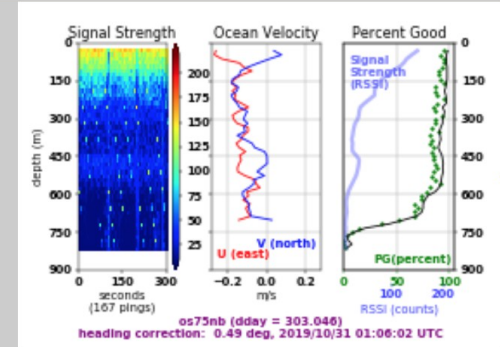 Signal Strength
Ocean Velocity
Percent Good
0
150
300
450
600
750
900
depth (m)
0 150 300
seconds
(167 pings)
200
175
150
125
100
75
50
25
U (east)
V (north)
−0.2 0.0 0.2
m/s
Signal
Strength
(RSSI)
PG(percent)
0
150
300
450
600
750
900
0 50 100
100 200
RSSI (counts)
os75nb (dday = 303.046)
heading correction: 0.49 deg, 2019/10/31 01:06:02 UTC